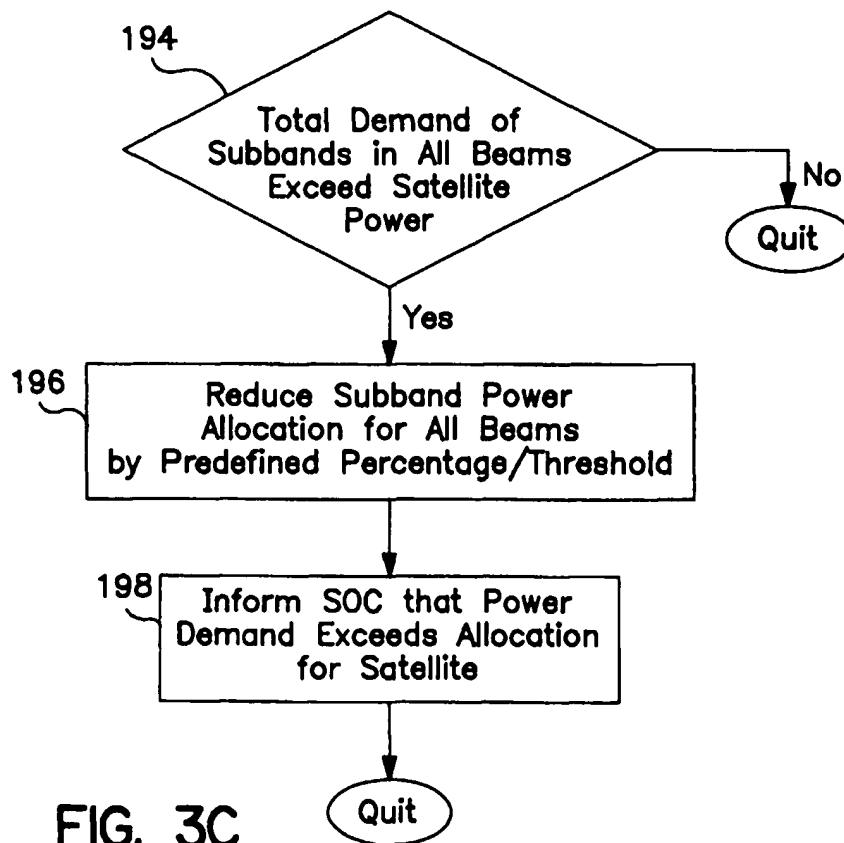 194
Total Demand of
Subbands in All Beams
Exceed Satellite
Power
No
Quit
Yes
196
Reduce Subband Power
Allocation for All Beams
by Predefined Percentage/Threshold
198
Inform SOC that Power
Demand Exceeds Allocation
for Satellite
Quit
FIG. 3C